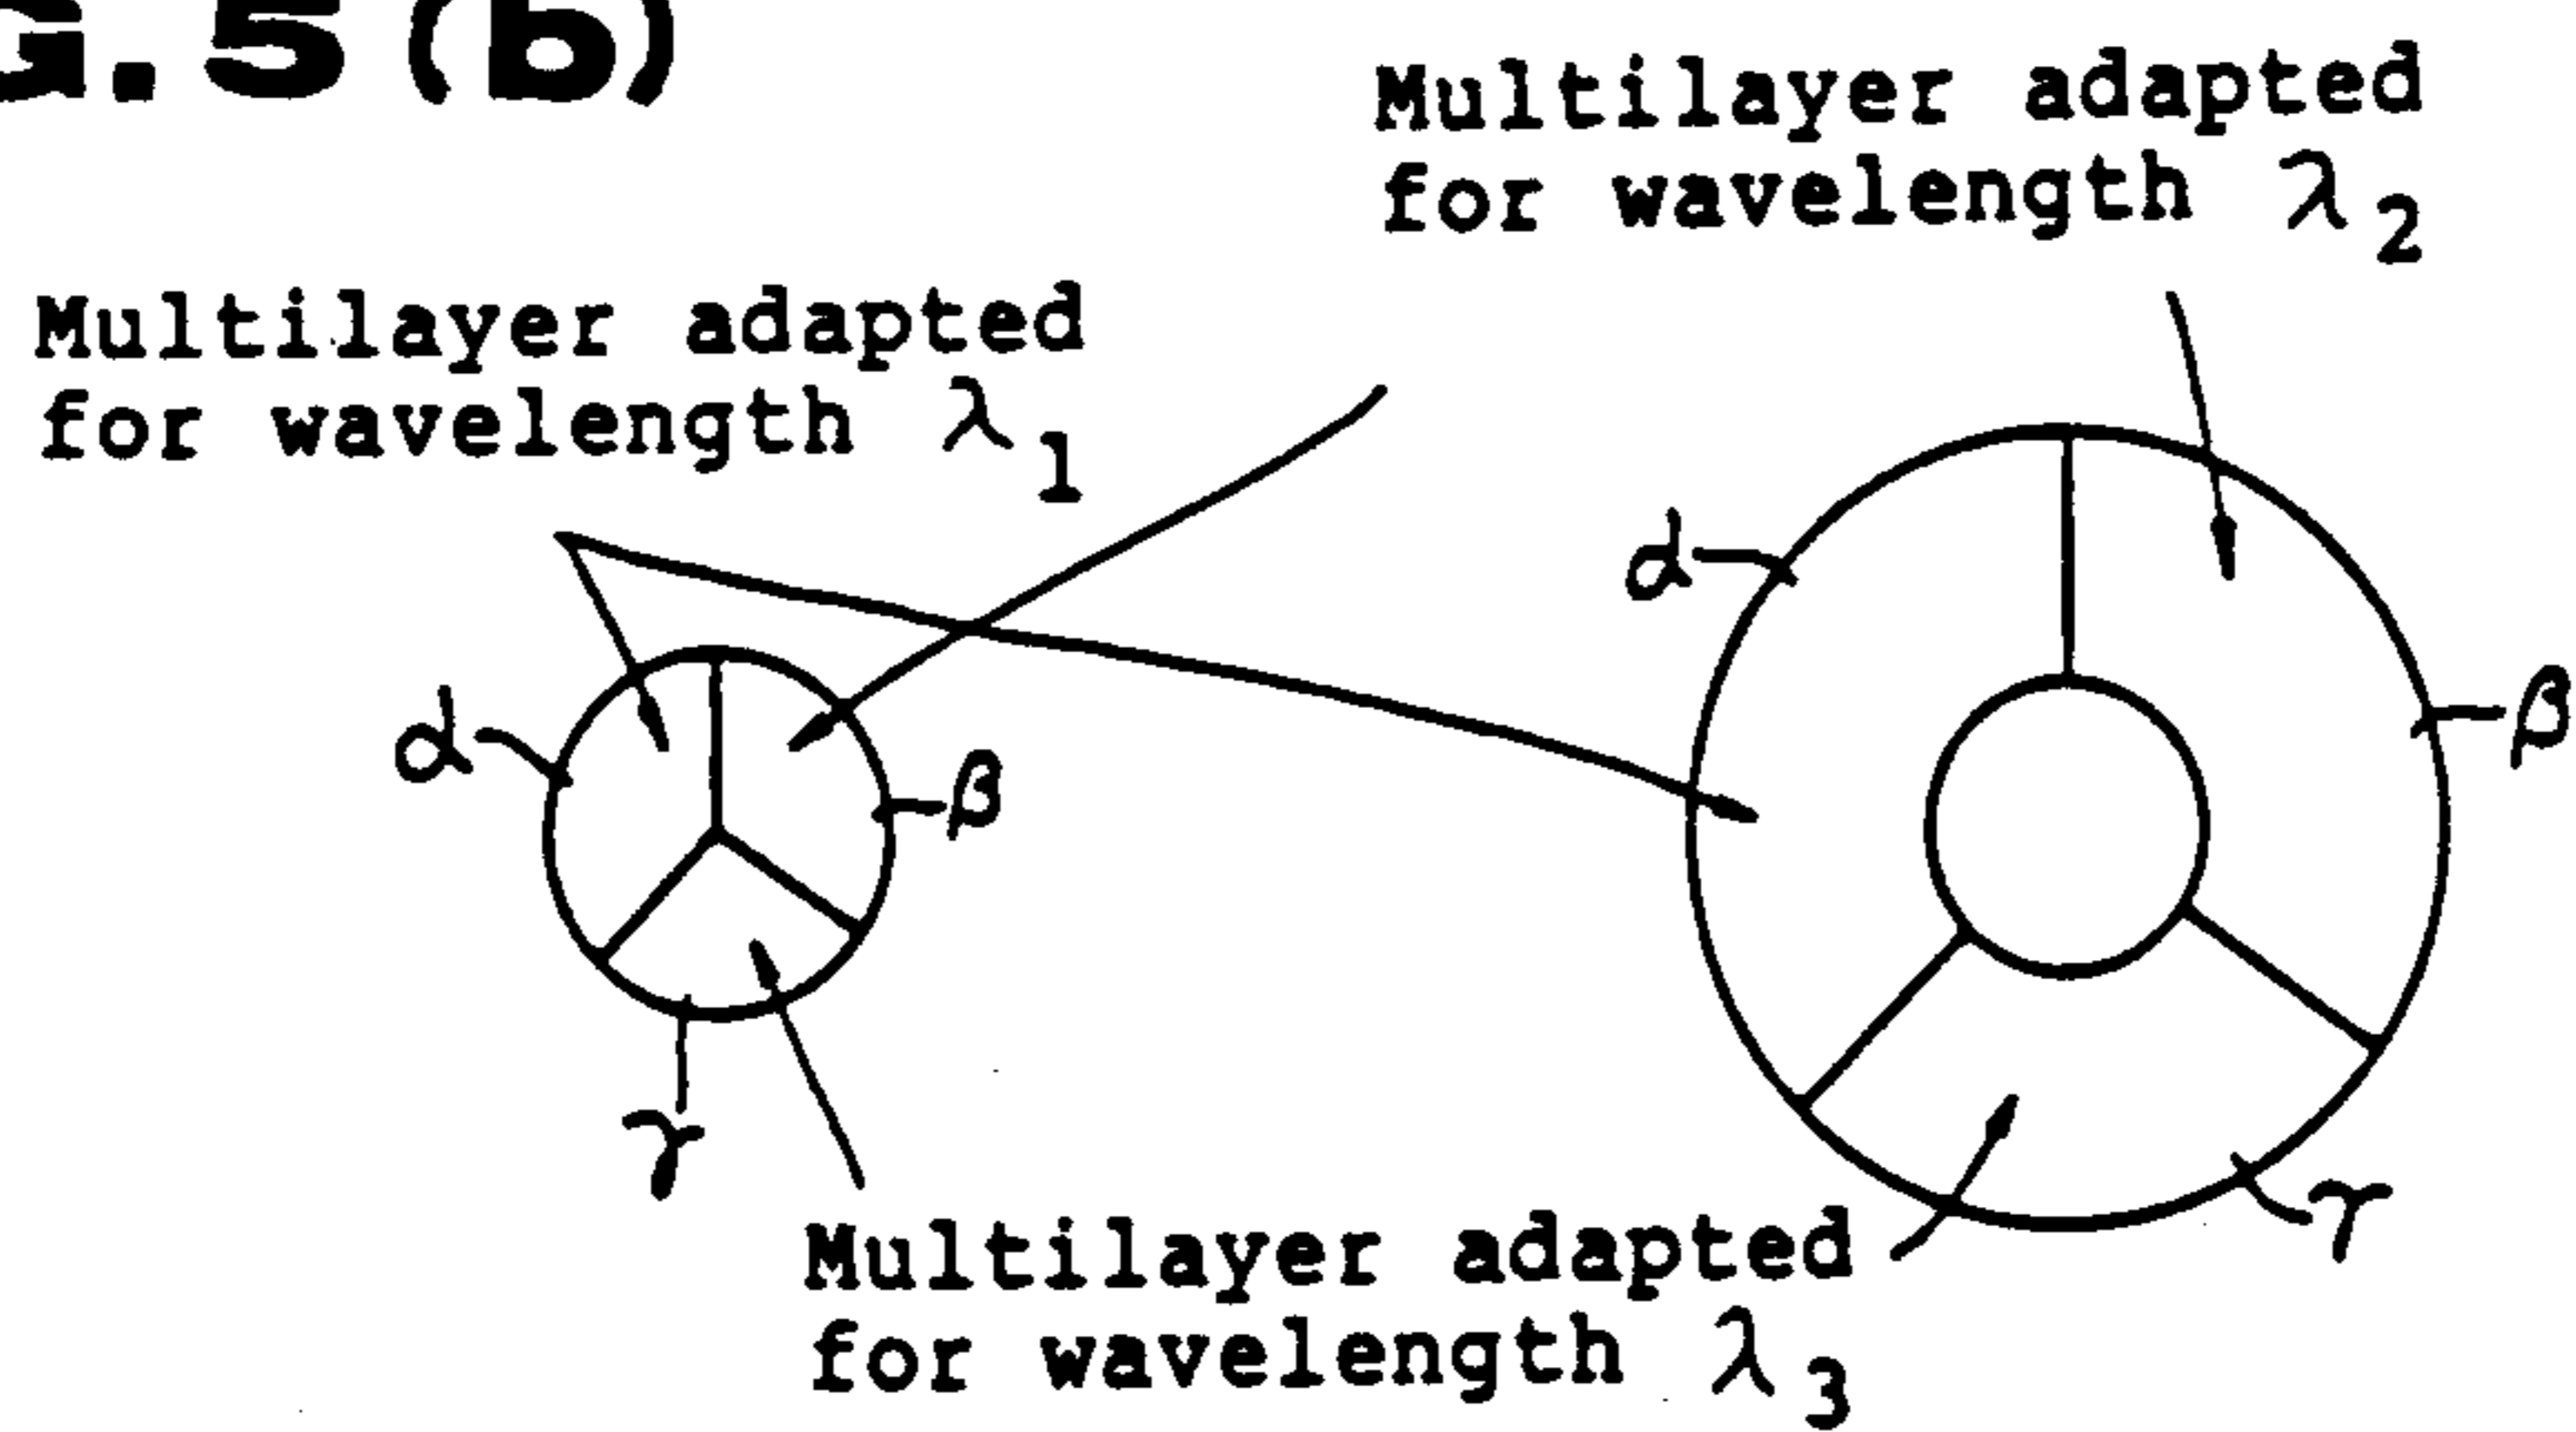 G.5(b)
Multilayer adapted
for wavelength λ2
Multilayer adapted
for wavelength λ1
α
β
γ
α
β
γ
Multilayer adapted
for wavelength λ3